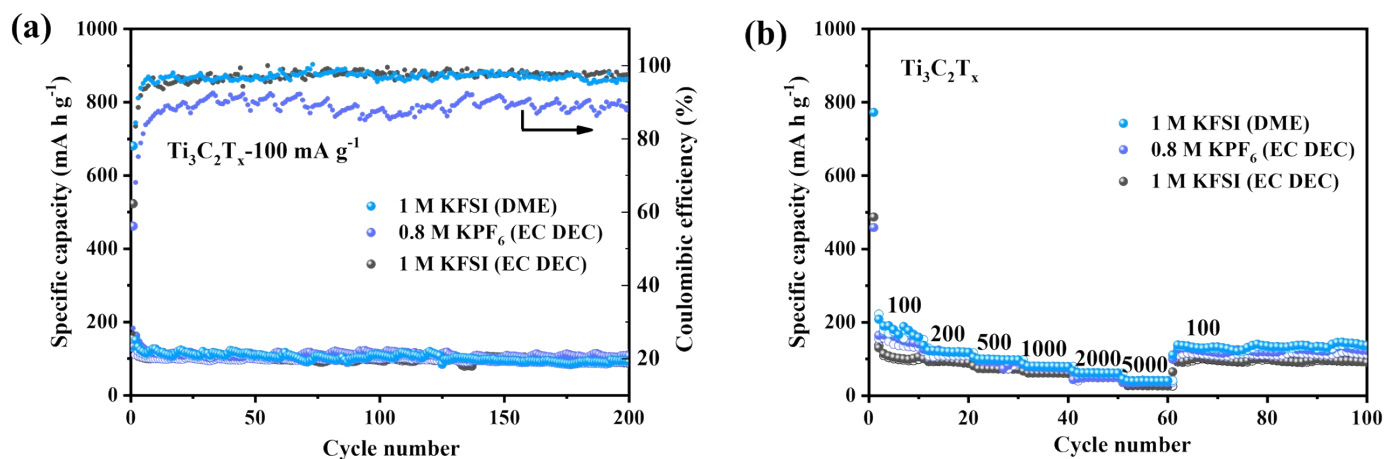 (a)
1000
800
600
400
200
0
Specific capacity (mA h g⁻¹)
100
80
60
40
20
Coulomibic efficiency (%)
Ti₃C₂Tₓ-100 mA g⁻¹
1 M KFSI (DME)
0.8 M KPF₆ (EC DEC)
1 M KFSI (EC DEC)
0 50 100 150 200
Cycle number
(b)
1000
800
600
400
200
0
Specific capacity (mA h g⁻¹)
Ti₃C₂Tₓ
1 M KFSI (DME)
0.8 M KPF₆ (EC DEC)
1 M KFSI (EC DEC)
100 200 500 1000 2000 5000 100
0 20 40 60 80 100
Cycle number